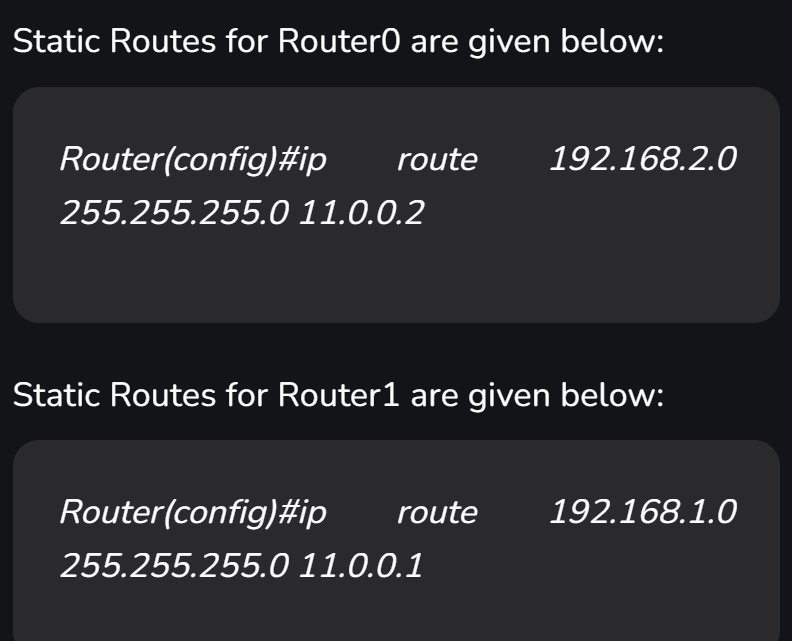 Static Routes for Router0 are given below:
Router(config)#ip route 192.168.2.0
255.255.255.0 11.0.0.2
Static Routes for Router1 are given below:
Router(config)#ip route 192.168.1.0
255.255.255.0 11.0.0.1